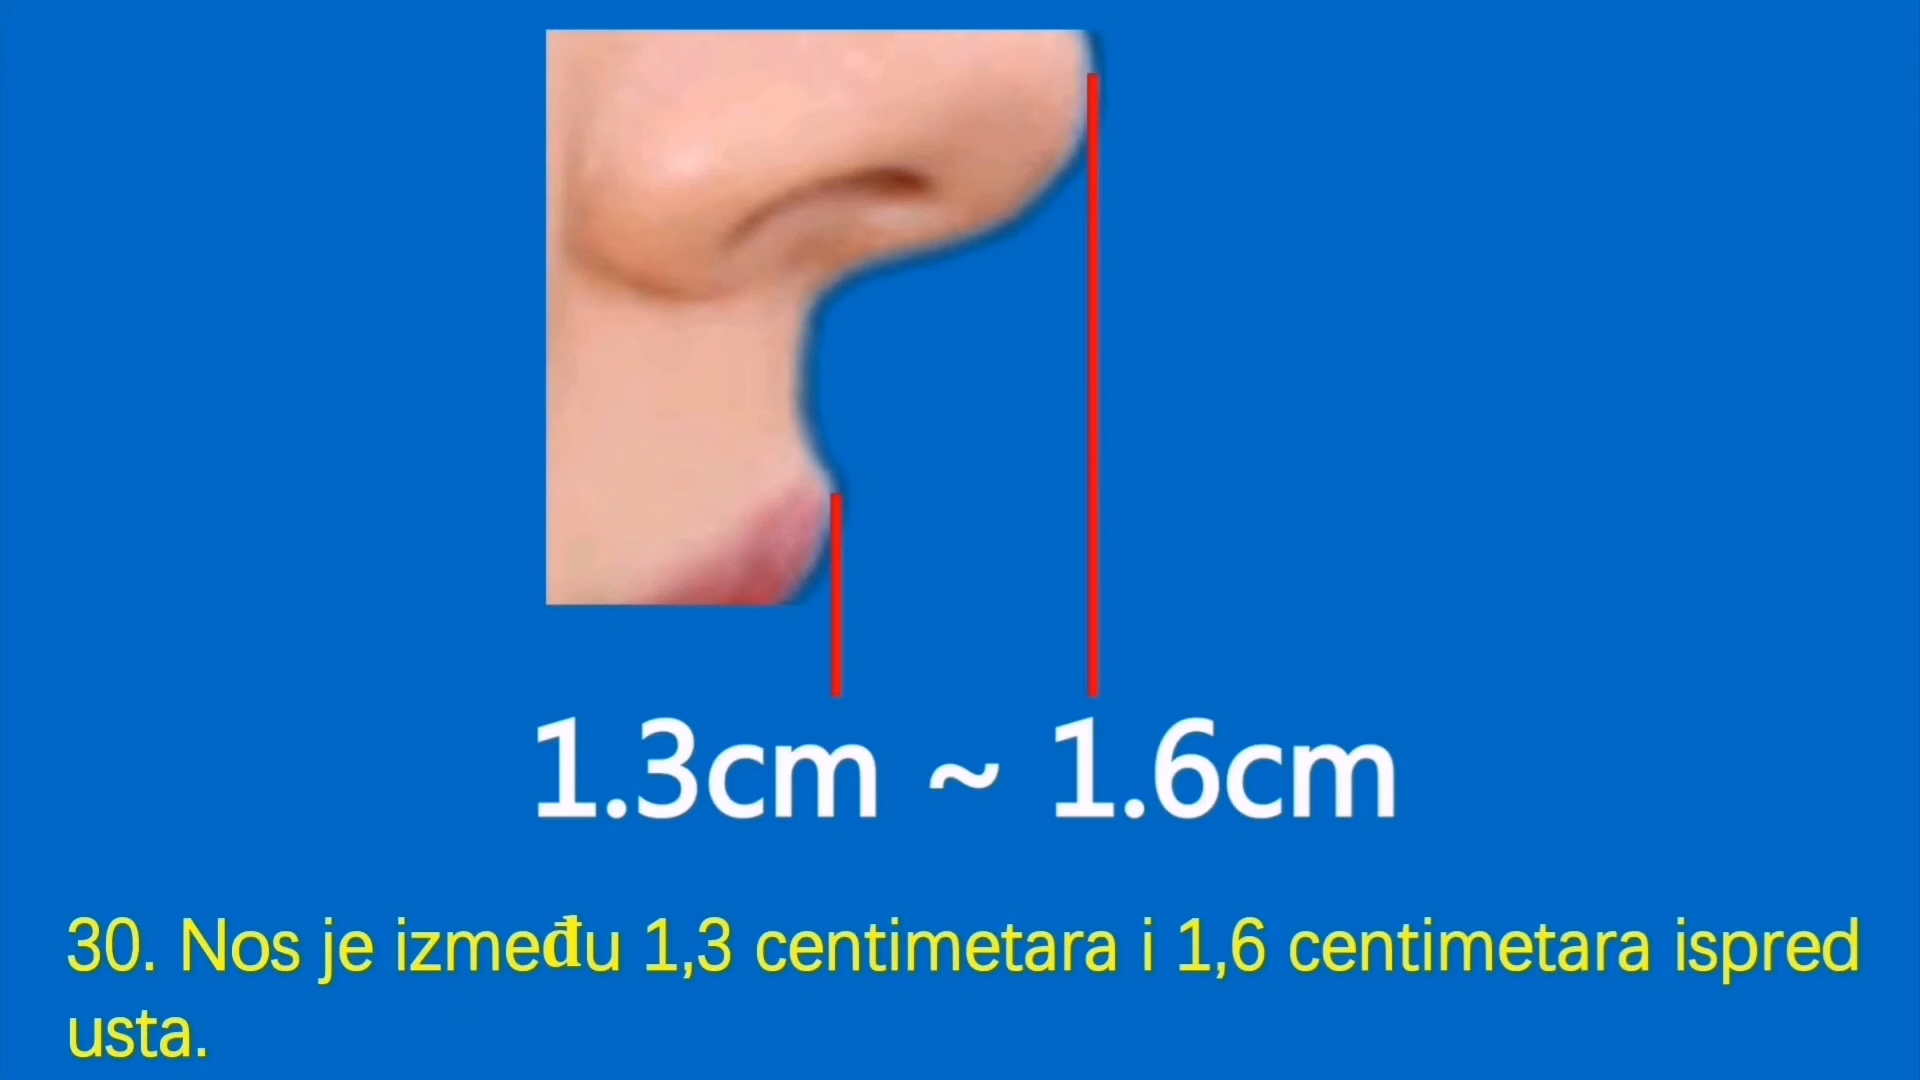 1.3cm ~ 1.6cm
30. Nos je između 1,3 centimetara i 1,6 centimetara ispred
usta.